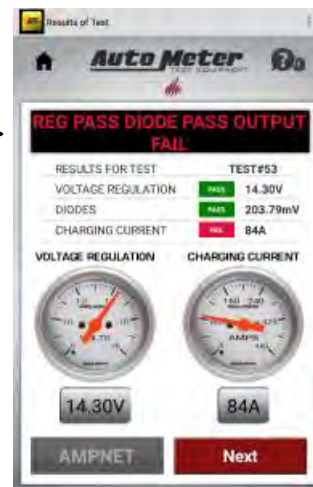 Results of Test
Auto Meter
TEST EQUIPMENT
REG PASS DIODE PASS OUTPUT
FAIL
RESULTS FOR TEST TEST#53
VOLTAGE REGULATION PASS 14.30V
DIODES PASS 203.79mV
CHARGING CURRENT FAIL 84A
VOLTAGE REGULATION CHARGING CURRENT
AMPS
14.30V 84A
AMPNET Next